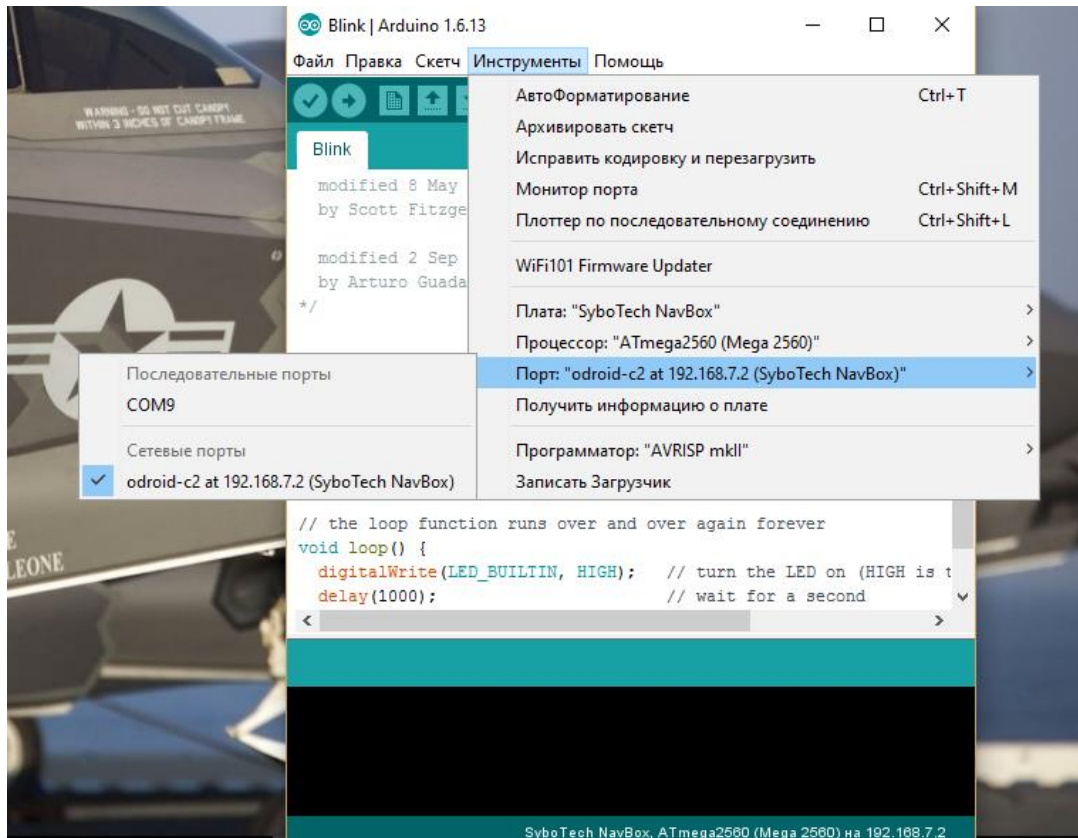 Blink | Arduino 1.6.13
Файл Правка Скетч Инструменты Помощь
WARNING - DO NOT CUT CANOPY
WITHIN 3 INCHES OF CANOPY FRAME
Blink
modified 8 May
by Scott Fitzge
modified 2 Sep
by Arturo Guada
*/
АвтоФорматирование Ctrl+T
Архивировать скетч
Исправить кодировку и перезагрузить
Монитор порта Ctrl+Shift+M
Плоттер по последовательному соединению Ctrl+Shift+L
WiFi101 Firmware Updater
Плата: "SyboTech NavBox"
Процессор: "ATmega2560 (Mega 2560)"
Порт: "odroid-c2 at 192.168.7.2 (SyboTech NavBox)"
Получить информацию о плате
Программатор: "AVRISP mkII"
Записать Загрузчик
Последовательные порты
COM9
Сетевые порты
odroid-c2 at 192.168.7.2 (SyboTech NavBox)
LEONE
// the loop function runs over and over again forever
void loop() {
digitalWrite(LED_BUILTIN, HIGH); // turn the LED on (HIGH is t
delay(1000); // wait for a second
SyboTech NavBox, ATmega2560 (Mega 2560) на 192.168.7.2